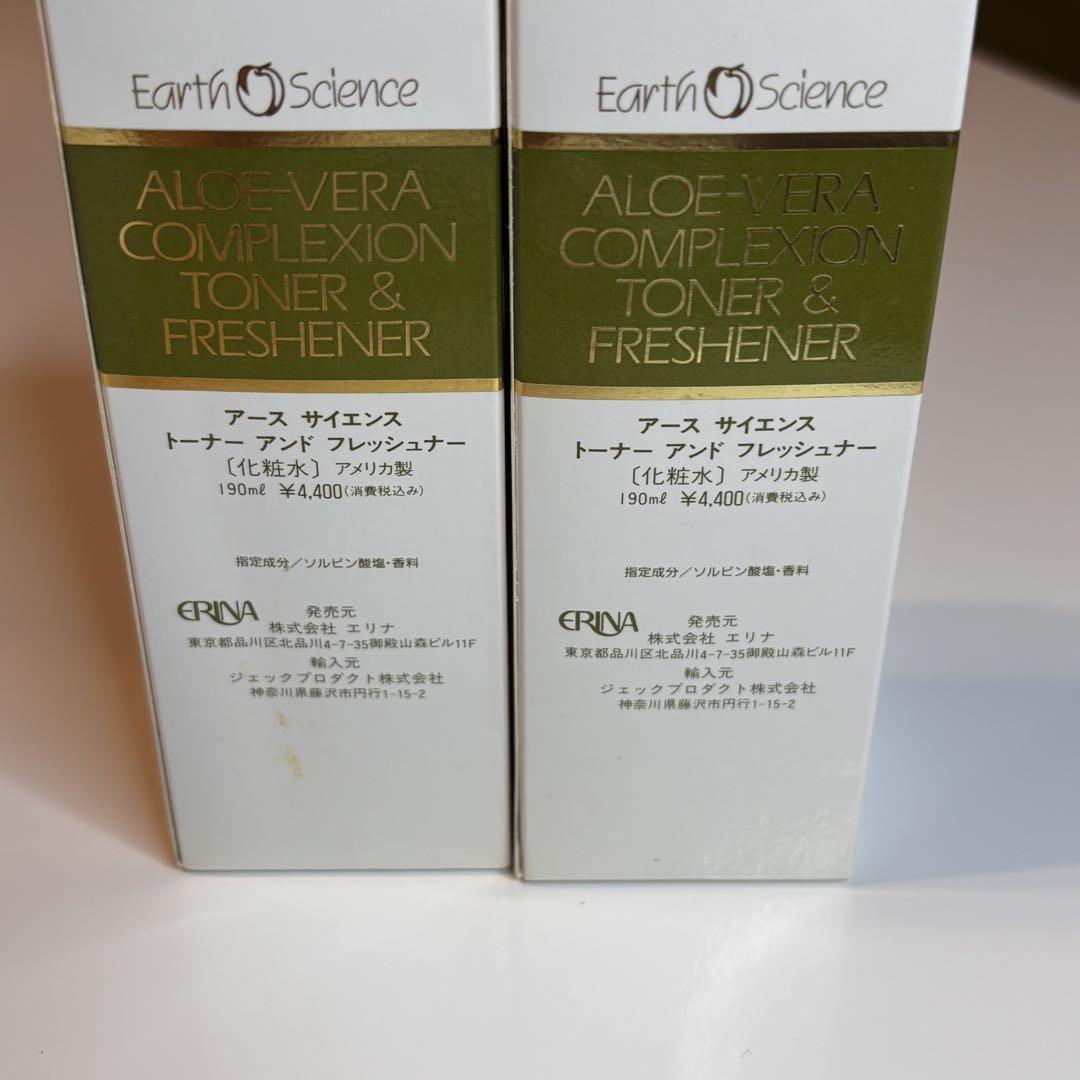 Earth Science
ALOE-VERA
COMPLEXION
TONER &
FRESHENER
アース サイエンス
トーナー アンド フレッシュナー
〔化粧水〕 アメリカ製
190mℓ ¥4,400(消費税込み)
指定成分/ソルビン酸塩・香料
ERINA 発売元
株式会社 エリナ
東京都品川区北品川4-7-35御殿山森ビル11F
輸入元
ジェックプロダクト株式会社
神奈川県藤沢市円行1-15-2
Earth Science
ALOE-VERA
COMPLEXION
TONER &
FRESHENER
アース サイエンス
トーナー アンド フレッシュナー
〔化粧水〕 アメリカ製
190mℓ ¥4,400(消費税込み)
指定成分/ソルビン酸塩・香料
ERINA 発売元
株式会社 エリナ
東京都品川区北品川4-7-35御殿山森ビル11F
輸入元
ジェックプロダクト株式会社
神奈川県藤沢市円行1-15-2